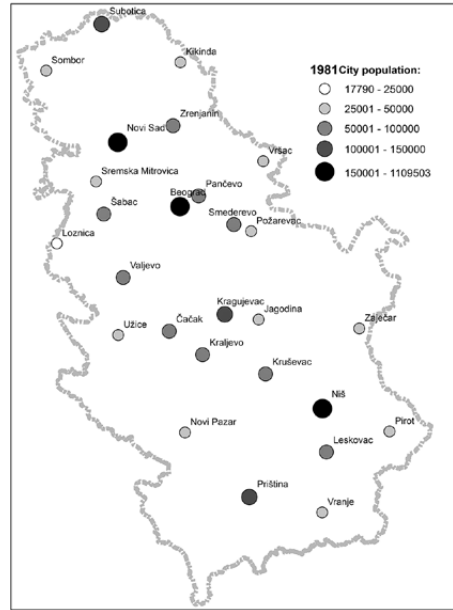 Subotica
Kikinda
Sombor
1981 City population:
17790 - 25000
25001 - 50000
50001 - 100000
100001 - 150000
150001 - 1109503
Zrenjanin
Novi Sad
Vršac
Sremska Mitrovica
Pančevo
Beograd
Šabac
Smederevo
Požarevac
Loznica
Valjevo
Kragujevac
Jagodina
Zaječar
Užice
Čačak
Kraljevo
Kruševac
Niš
Novi Pazar
Pirot
Leskovac
Priština
Vranje